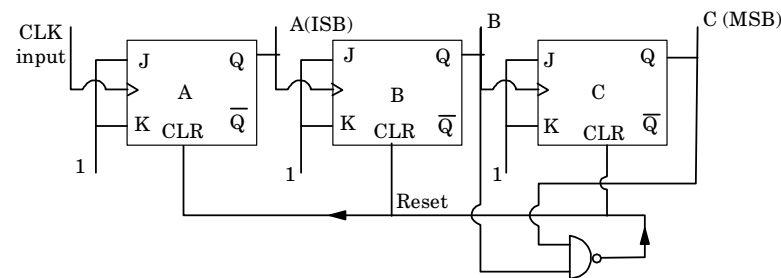 CLK input
A(ISB)
B
C (MSB)
J Q
A
K CLR Q̅
1
J Q
B
K CLR Q̅
1
J Q
C
K CLR Q̅
1
Reset